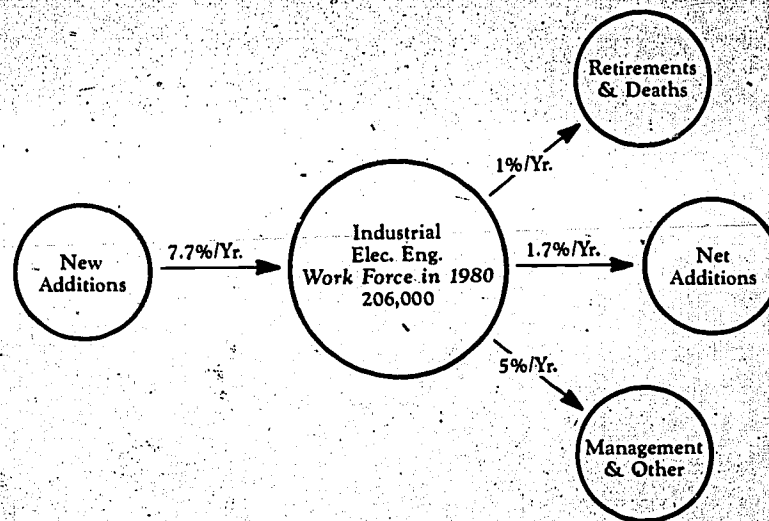 Retirements
& Deaths
1%/Yr.
New
Additions
7.7%/Yr.
Industrial
Elec. Eng.
Work Force in 1980
206,000
1.7%/Yr.
Net
Additions
5%/Yr.
Management
& Other